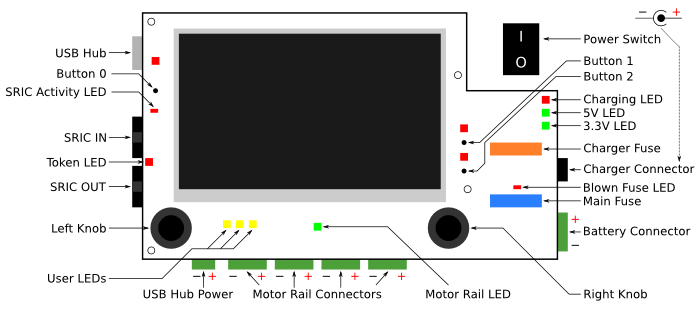 − +
USB Hub
I
O
Power Switch
Button 0
Button 1
Button 2
SRIC Activity LED
Charging LED
5V LED
3.3V LED
SRIC IN
Charger Fuse
Token LED
Charger Connector
SRIC OUT
Blown Fuse LED
Main Fuse
Left Knob
+
Battery Connector
−
User LEDs
− + − + − + − + − +
USB Hub Power
Motor Rail Connectors
Motor Rail LED
Right Knob